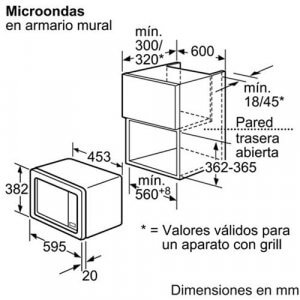 Microondas
en armario mural
mín.
300/
320*
600
mín.
18/45*
Pared
trasera
abierta
453
382
595
20
mín.
560+8
362-365
* = Valores válidos para
un aparato con grill
Dimensiones en mm